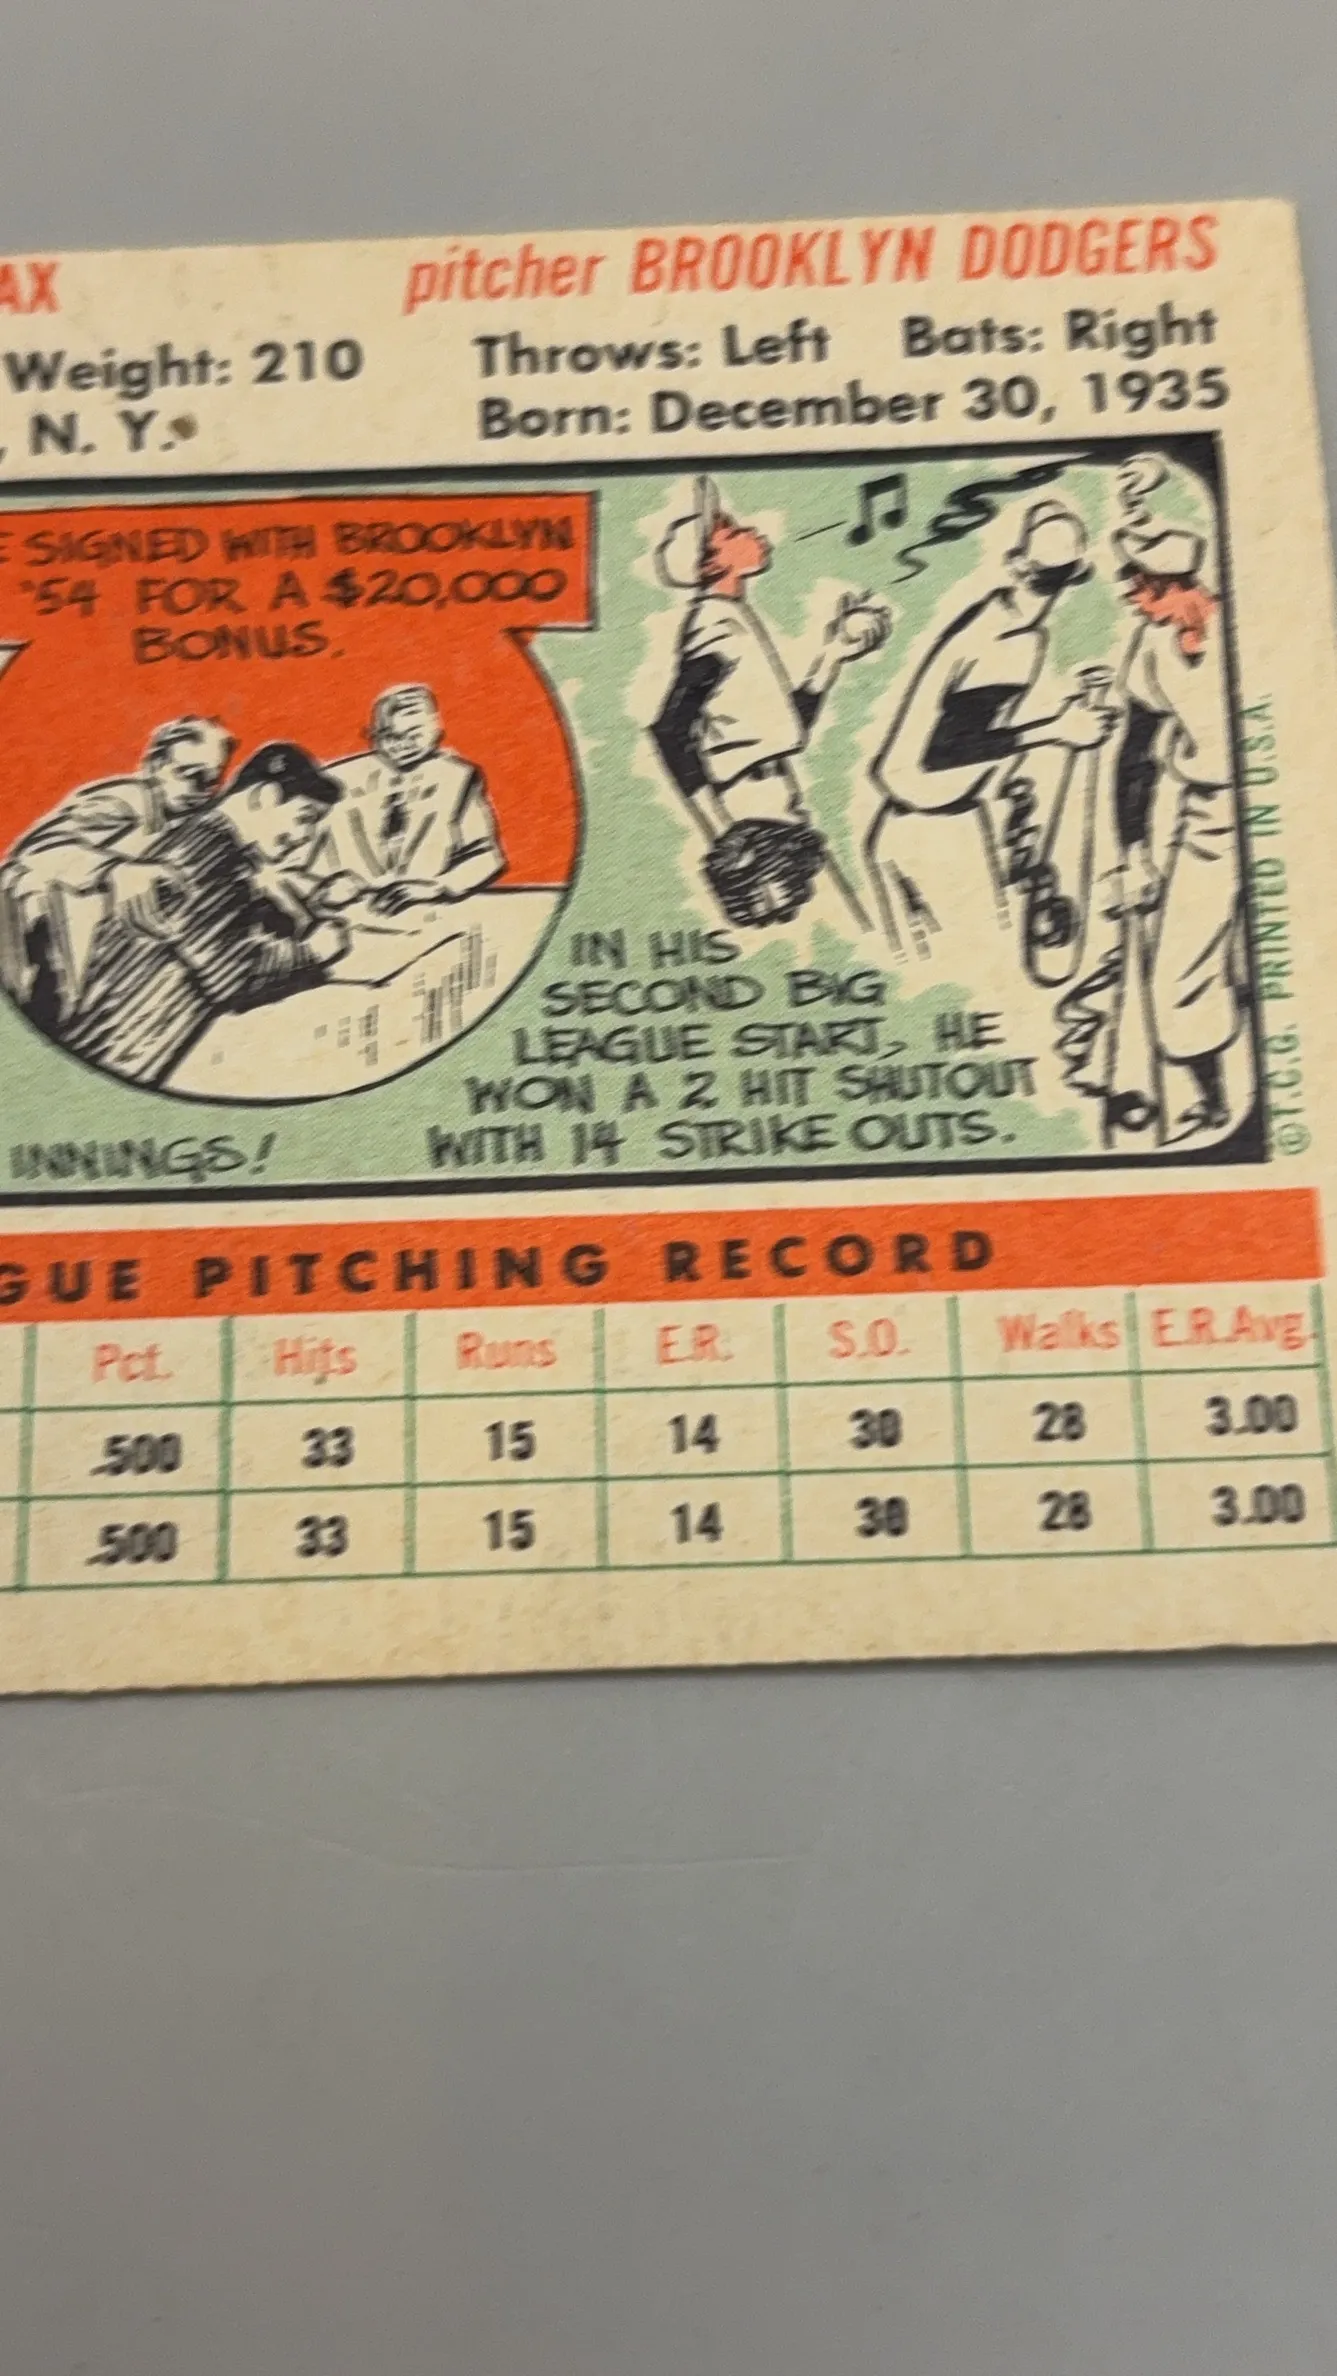 AX pitcher BROOKLYN DODGERS
Weight: 210 Throws: Left Bats: Right
, N. Y. Born: December 30, 1935
E SIGNED WITH BROOKLYN
'54 FOR A $20,000
BONUS.
IN HIS
SECOND BIG
LEAGUE START, HE
WON A 2 HIT SHUTOUT
WITH 14 STRIKE OUTS.
INNINGS!
©T.C.G. PRINTED IN U.S.A.
GUE PITCHING RECORD
Pct. Hits Runs E.R. S.O. Walks E.R.Avg.
.500 33 15 14 30 28 3.00
.500 33 15 14 30 28 3.00